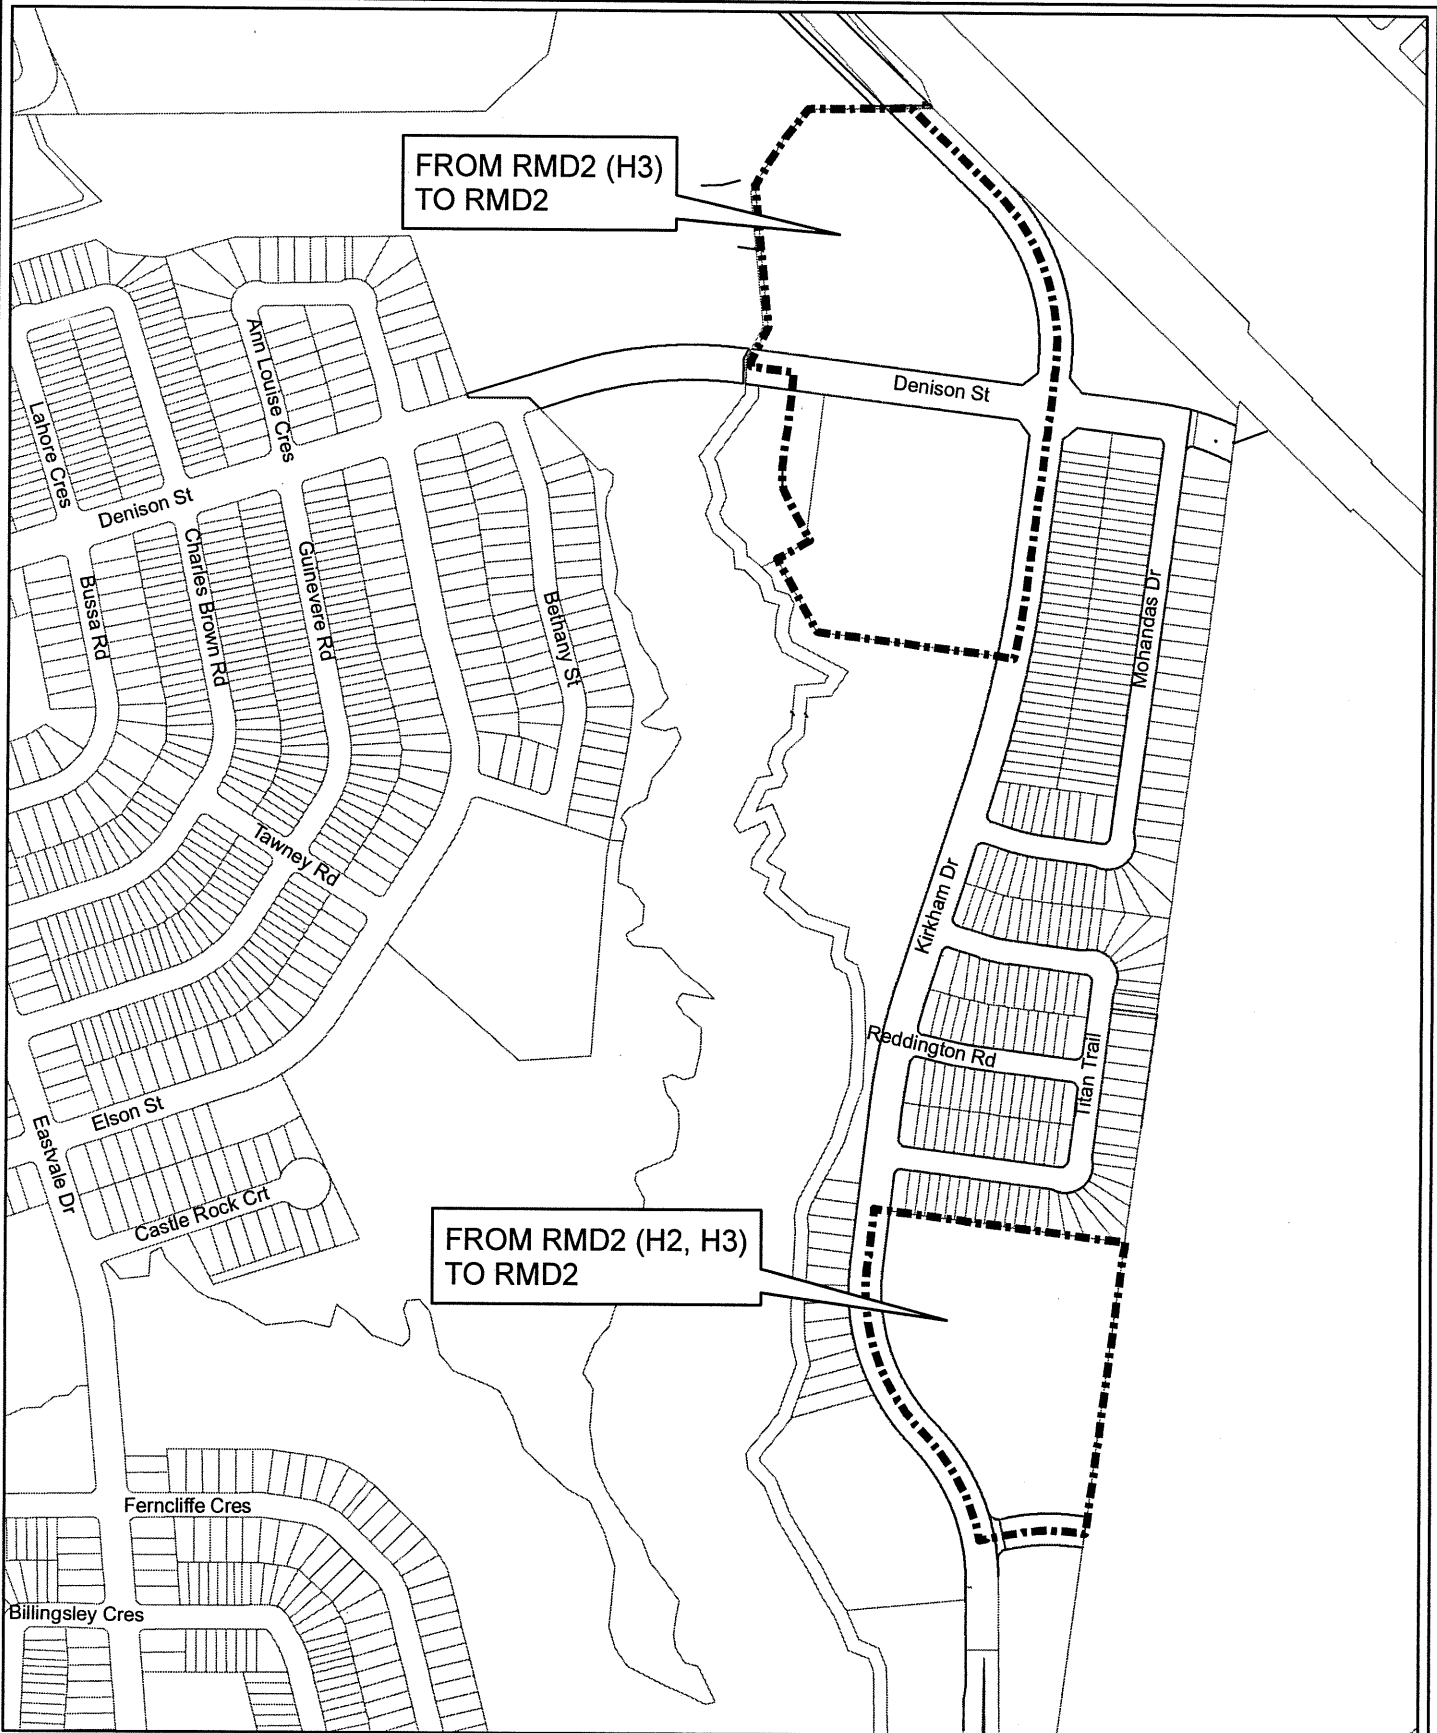 FROM RMD2 (H3)
TO RMD2
Denison St
Ann Louise Cres
Lahore Cres
Denison St
Charles Brown Rd
Guinevere Rd
Bussa Rd
Bethany St
Mohandas Dr
Tawney Rd
Kirkham Dr
Reddington Rd
Titan Trail
Elson St
Eastvale Dr
Castle Rock Crt
FROM RMD2 (H2, H3)
TO RMD2
Ferncliffe Cres
Billingsley Cres